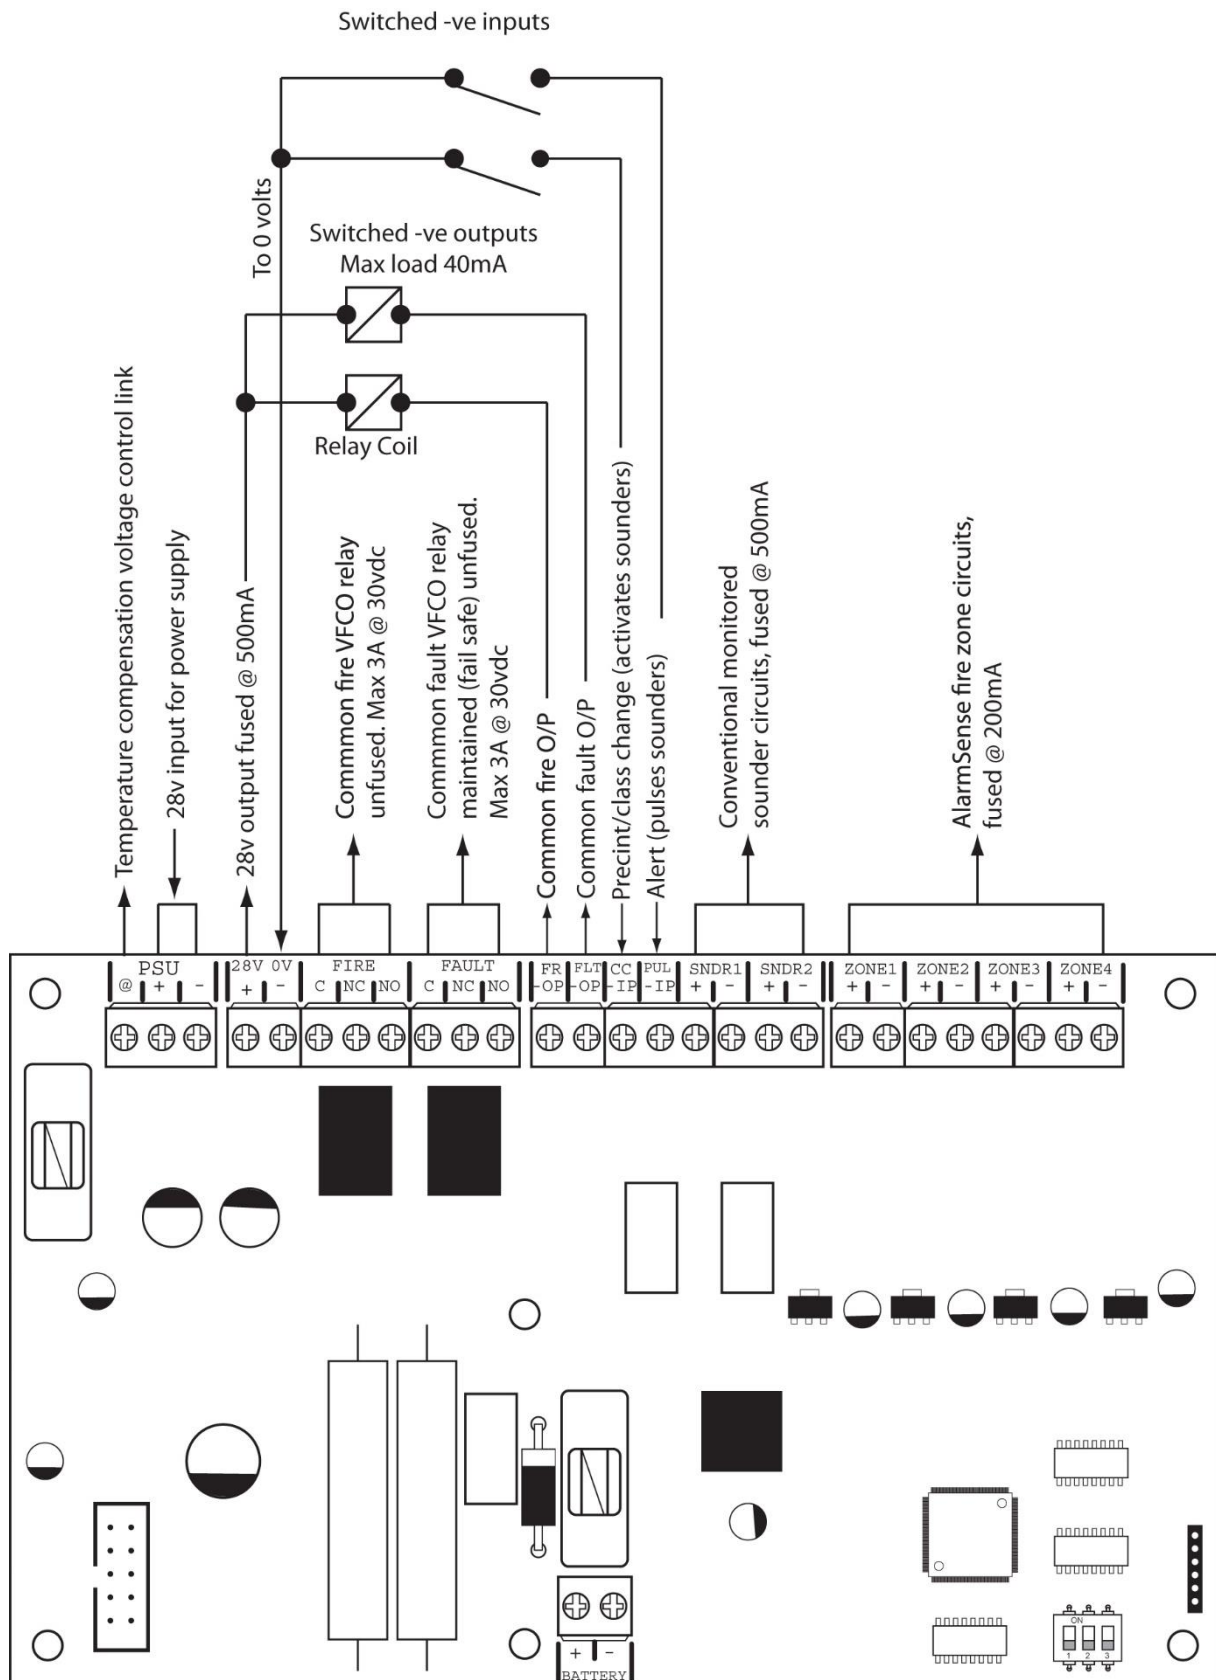 Switched -ve inputs
To 0 volts
Switched -ve outputs
Max load 40mA
Relay Coil
Temperature compensation voltage control link
28v input for power supply
28v output fused @ 500mA
Commmon fire VFCO relay
unfused. Max 3A @ 30vdc
Commmon fault VFCO relay
maintained (fail safe) unfused.
Max 3A @ 30vdc
Common fire O/P
Common fault O/P
Precint/class change (activates sounders)
Alert (pulses sounders)
Conventional monitored
sounder circuits, fused @ 500mA
AlarmSense fire zone circuits,
fused @ 200mA
PSU 28V 0V FIRE FAULT FR FLT CC PUL SNDR1 SNDR2 ZONE1 ZONE2 ZONE3 ZONE4
@ + - + - C NC NO C NC NO -OP -OP -IP -IP + - + - + - + - + - + -
ON
1 2 3
+ -
BATTERY